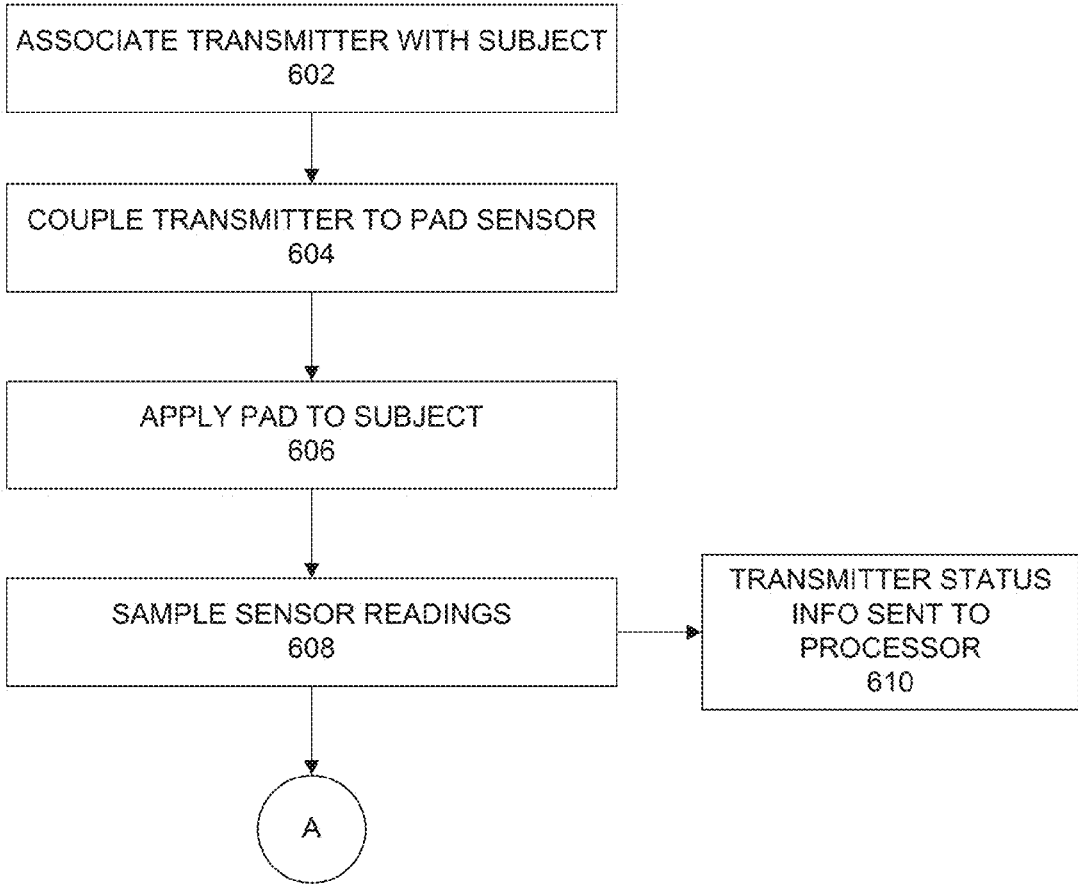 ASSOCIATE TRANSMITTER WITH SUBJECT
602
COUPLE TRANSMITTER TO PAD SENSOR
604
APPLY PAD TO SUBJECT
606
SAMPLE SENSOR READINGS
608
TRANSMITTER STATUS
INFO SENT TO
PROCESSOR
610
A